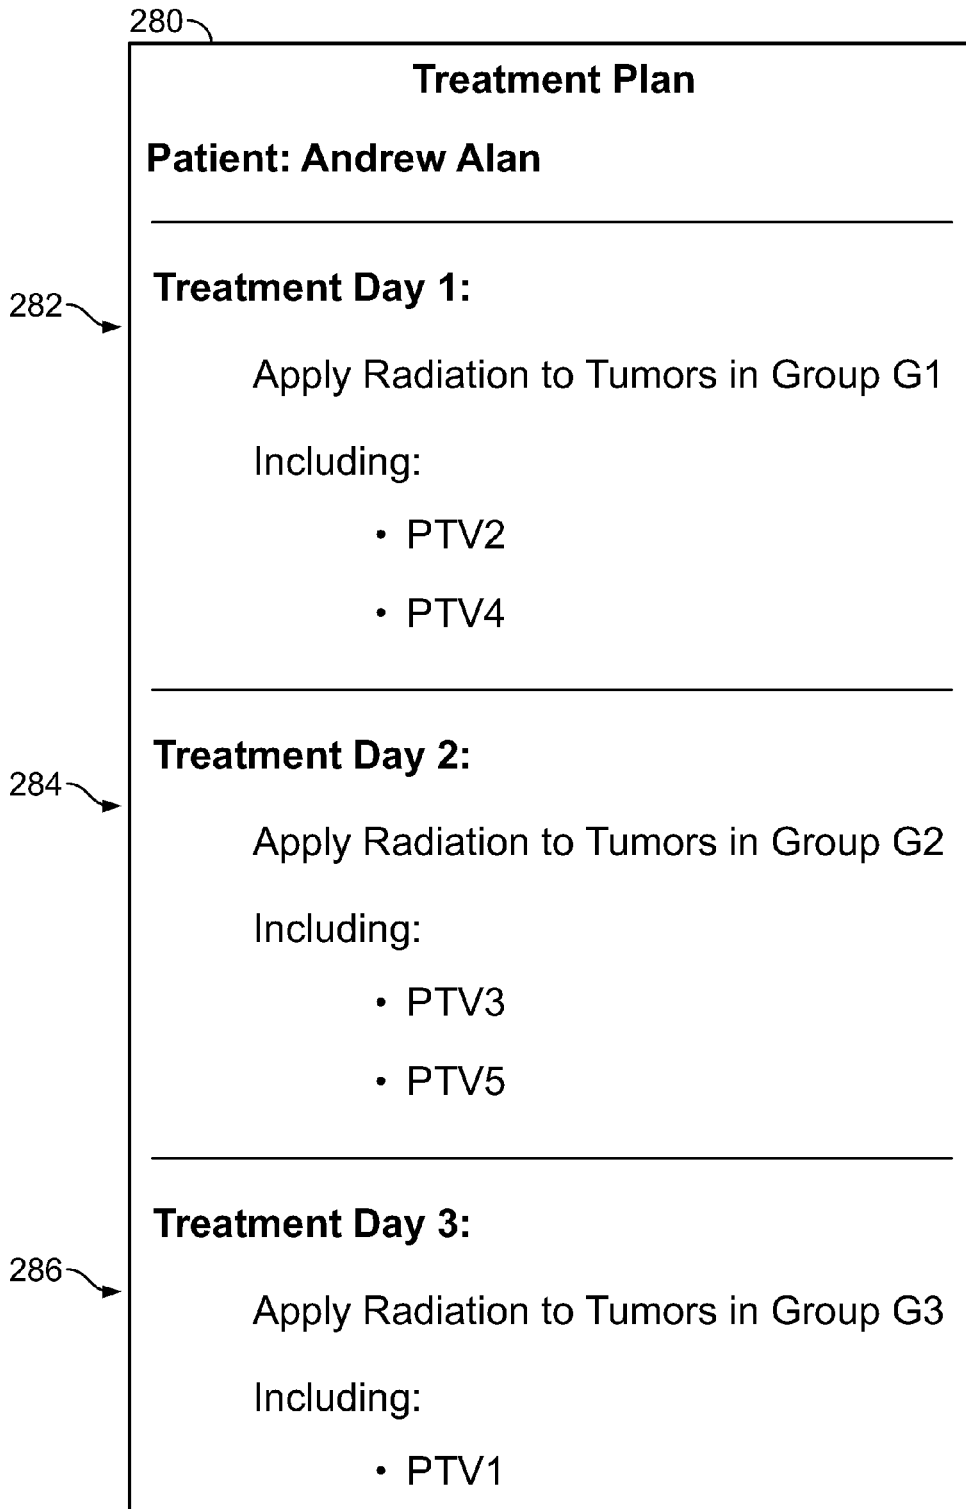 280
Treatment Plan
Patient: Andrew Alan
282
Treatment Day 1:
Apply Radiation to Tumors in Group G1
Including:
• PTV2
• PTV4
284
Treatment Day 2:
Apply Radiation to Tumors in Group G2
Including:
• PTV3
• PTV5
286
Treatment Day 3:
Apply Radiation to Tumors in Group G3
Including:
• PTV1